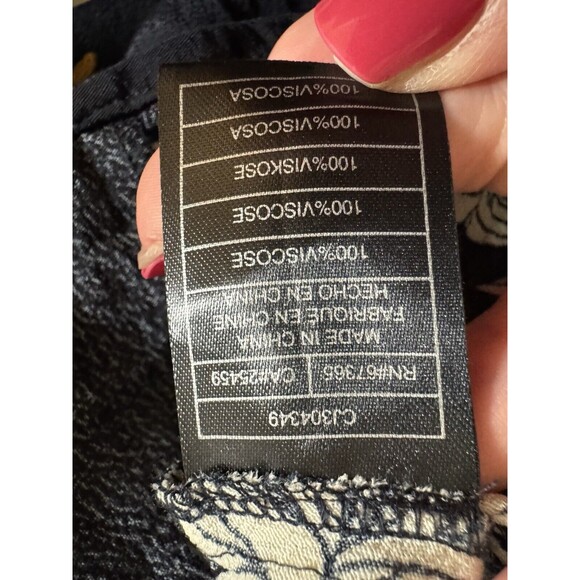 CJ304349
RN#67365 CA#25459
MADE IN CHINA
FABRIQUE EN CHINE
HECHO EN CHINA
100%VISCOSE
100%VISCOSE
100%VISKOSE
100%VISCOSA
100%VISCOSA